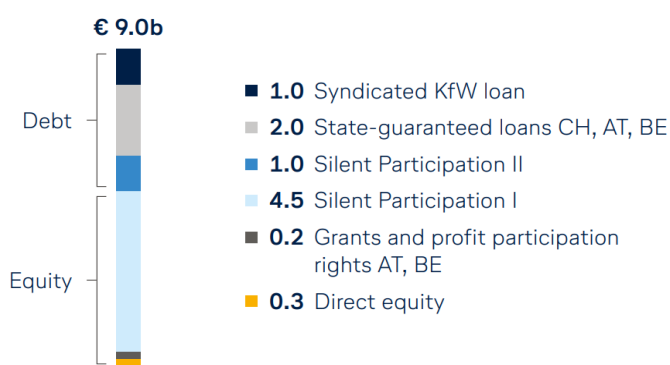 € 9.0b
Debt
Equity
1.0 Syndicated KfW loan
2.0 State-guaranteed loans CH, AT, BE
1.0 Silent Participation II
4.5 Silent Participation I
0.2 Grants and profit participation
rights AT, BE
0.3 Direct equity